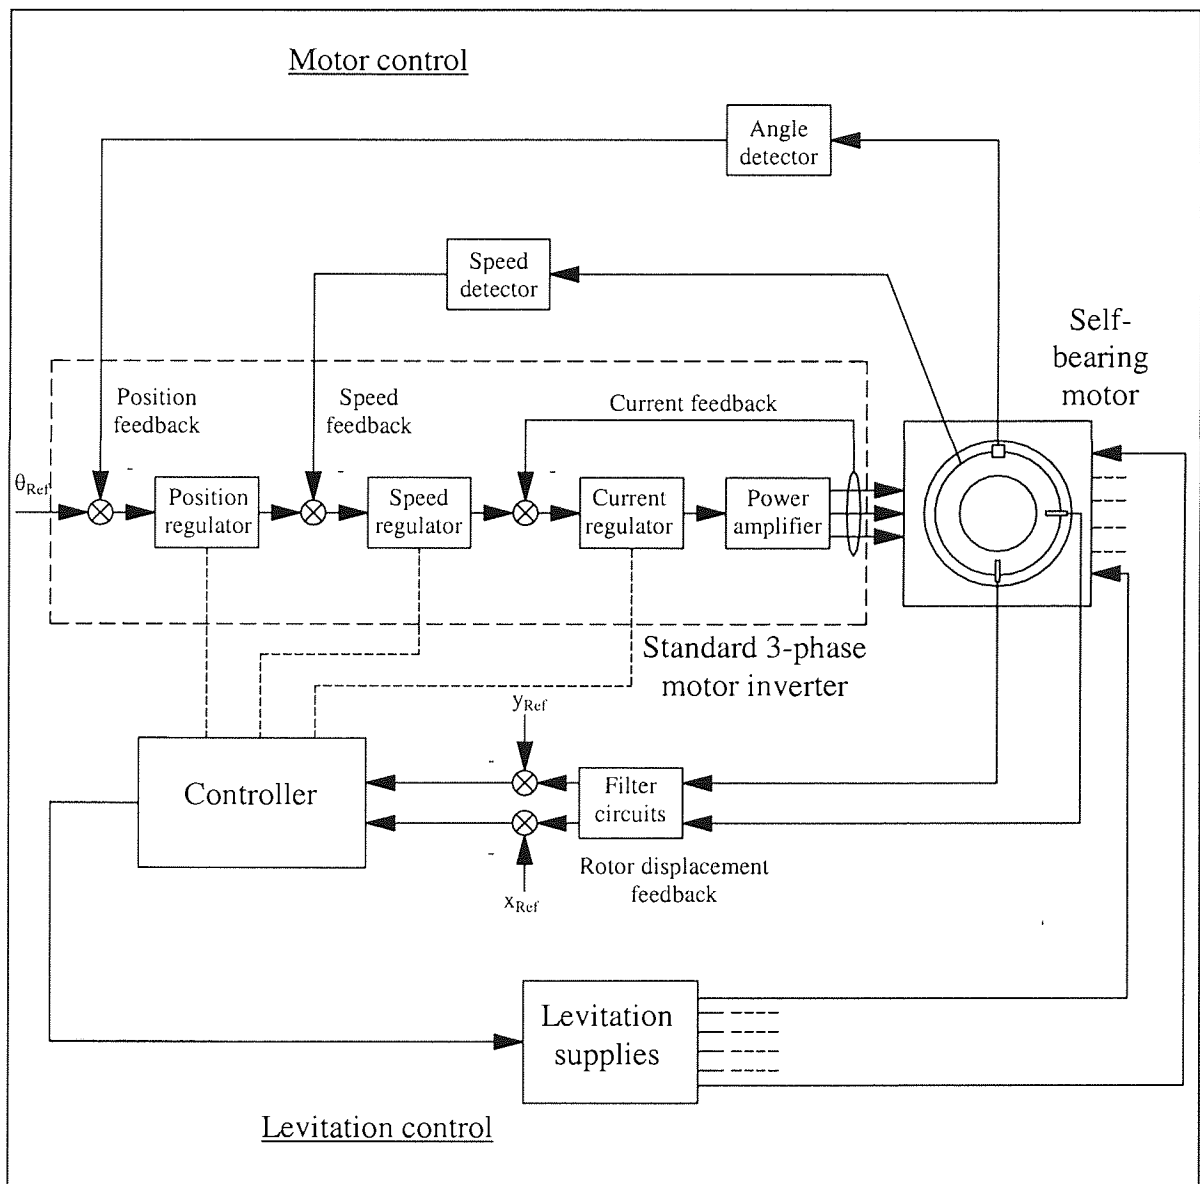 Motor control
Angle
detector
Speed
detector
Self-
bearing
motor
Position
feedback
Speed
feedback
Current feedback
θRef
-
-
-
Position
regulator
Speed
regulator
Current
regulator
Power
amplifier
Standard 3-phase
motor inverter
yRef
-
Controller
Filter
circuits
-
Rotor displacement
feedback
xRef
Levitation
supplies
Levitation control